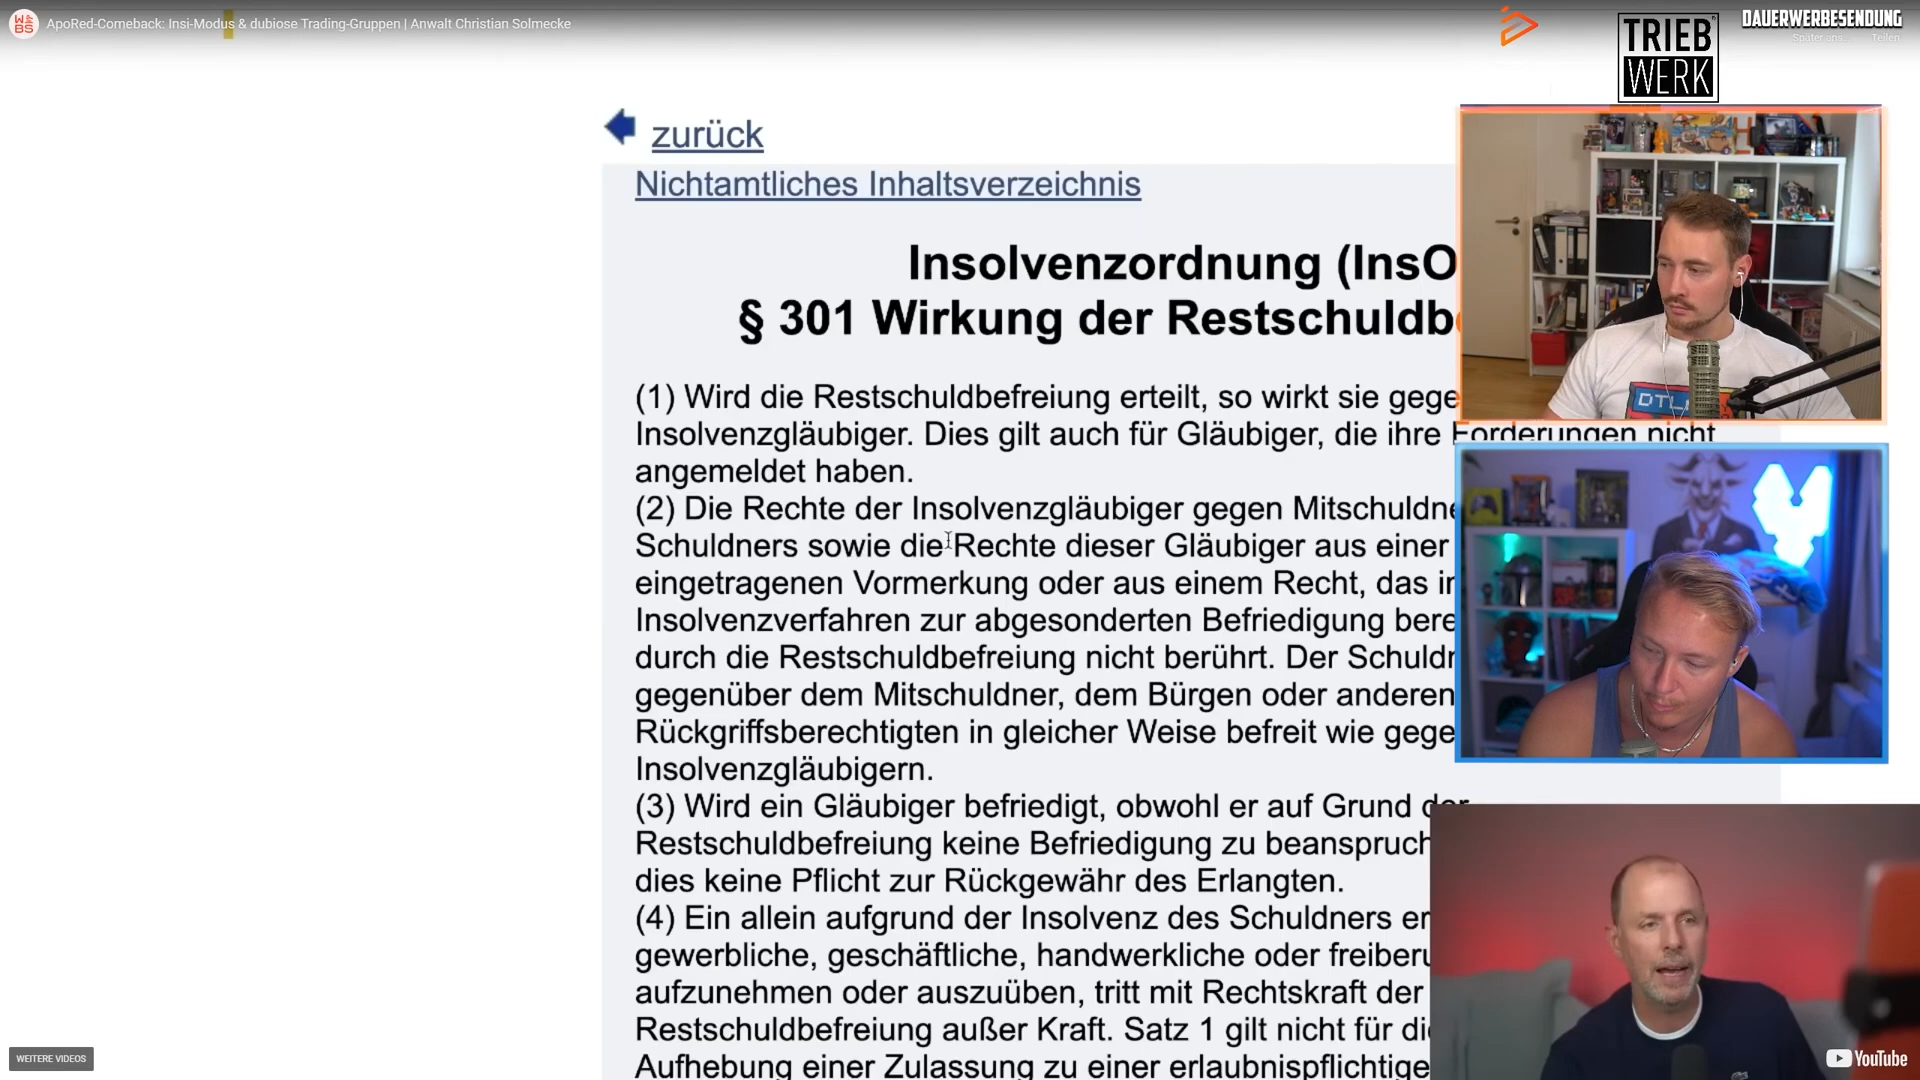 ApoRed-Comeback: Insi-Modus & dubiose Trading-Gruppen | Anwalt Christian Solmecke
TRIEB
WERK
DAUERWERBESENDUNG
Später ans...
Teilen
zurück
Nichtamtliches Inhaltsverzeichnis
Insolvenzordnung (InsO
§ 301 Wirkung der Restschuldb
(1) Wird die Restschuldbefreiung erteilt, so wirkt sie gege
Insolvenzgläubiger. Dies gilt auch für Gläubiger, die ihre Forderungen nicht
angemeldet haben.
(2) Die Rechte der Insolvenzgläubiger gegen Mitschuldne
Schuldners sowie die Rechte dieser Gläubiger aus einer
eingetragenen Vormerkung oder aus einem Recht, das im
Insolvenzverfahren zur abgesonderten Befriedigung bere
durch die Restschuldbefreiung nicht berührt. Der Schuldn
gegenüber dem Mitschuldner, dem Bürgen oder anderen
Rückgriffsberechtigten in gleicher Weise befreit wie gege
Insolvenzgläubigern.
(3) Wird ein Gläubiger befriedigt, obwohl er auf Grund der
Restschuldbefreiung keine Befriedigung zu beanspruch
dies keine Pflicht zur Rückgewähr des Erlangten.
(4) Ein allein aufgrund der Insolvenz des Schuldners er
gewerbliche, geschäftliche, handwerkliche oder freiberu
aufzunehmen oder auszuüben, tritt mit Rechtskraft der
Restschuldbefreiung außer Kraft. Satz 1 gilt nicht für die
Aufhebung einer Zulassung zu einer erlaubnispflichtige
WEITERE VIDEOS
YouTube